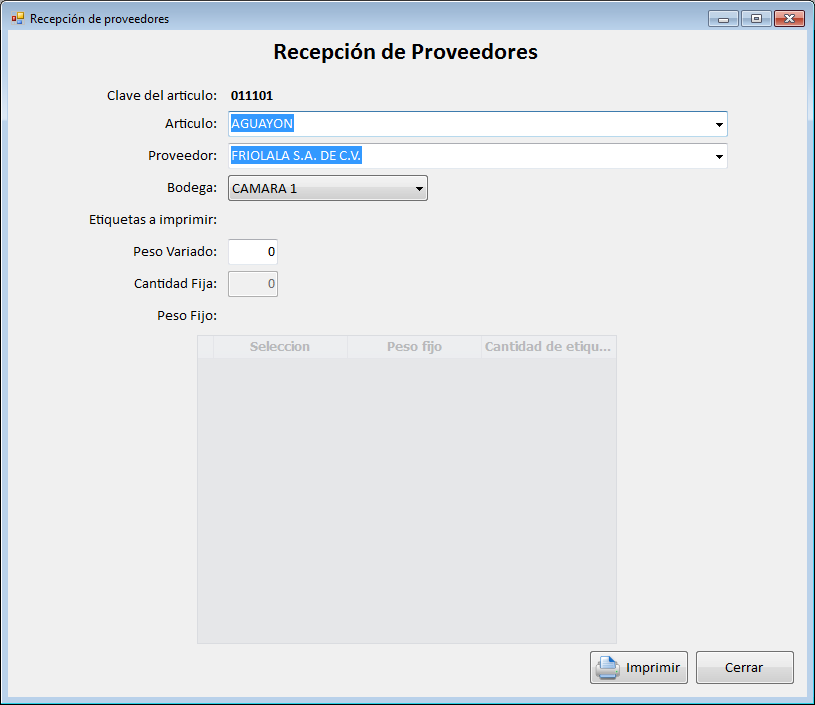 Recepción de proveedores
Recepción de Proveedores
Clave del articulo: 011101
Articulo: AGUAYON
Proveedor: FRIOLALA S.A. DE C.V.
Bodega: CAMARA 1
Etiquetas a imprimir:
Peso Variado: 0
Cantidad Fija: 0
Peso Fijo:
Seleccion Peso fijo Cantidad de etiqu...
Imprimir Cerrar